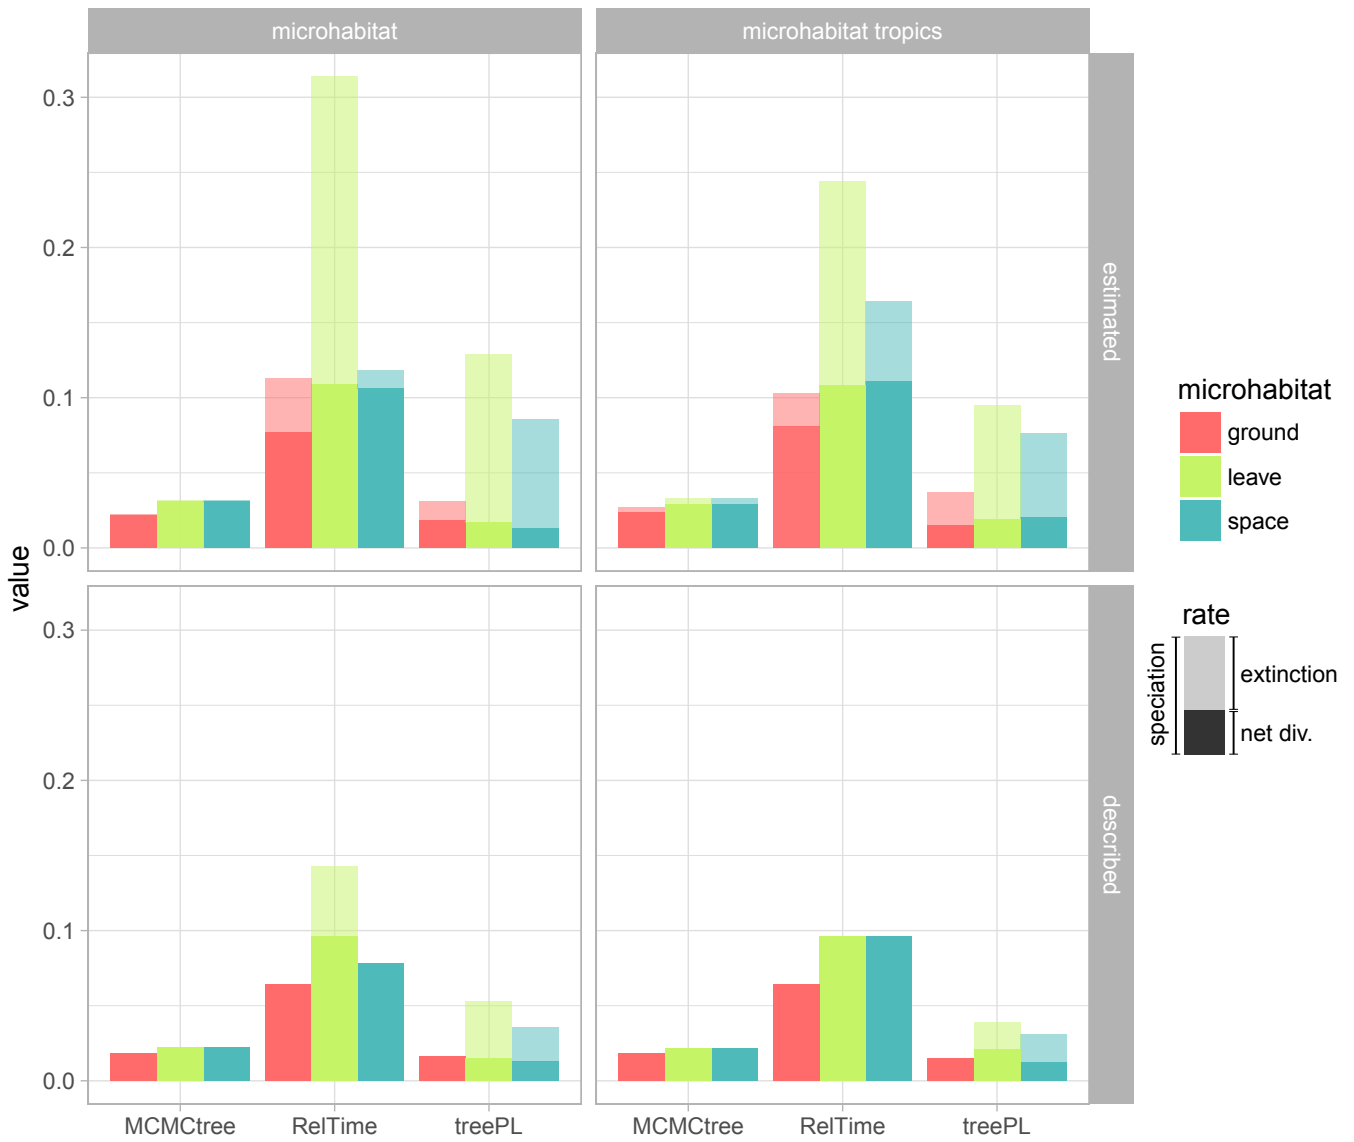 microhabitat
microhabitat tropics
value
0.3
0.2
0.1
0.0
estimated
0.3
0.2
0.1
0.0
described
MCMCtree
RelTime
treePL
MCMCtree
RelTime
treePL
microhabitat
ground
leave
space
rate
speciation
extinction
net div.